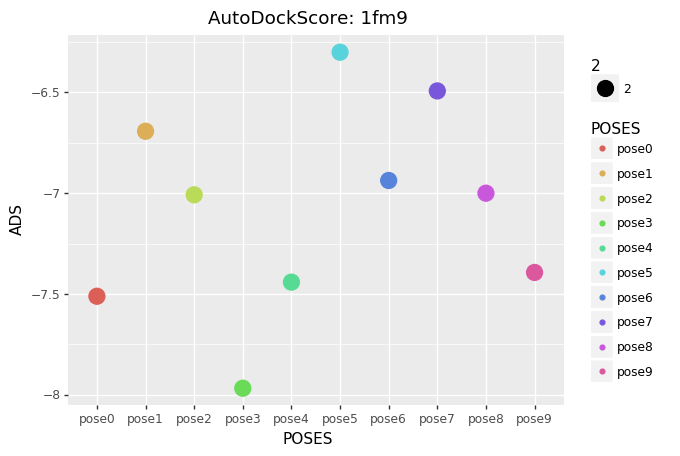 AutoDockScore: 1fm9
ADS
−6.5
−7
−7.5
−8
pose0 pose1 pose2 pose3 pose4 pose5 pose6 pose7 pose8 pose9
POSES
2
2
POSES
pose0
pose1
pose2
pose3
pose4
pose5
pose6
pose7
pose8
pose9